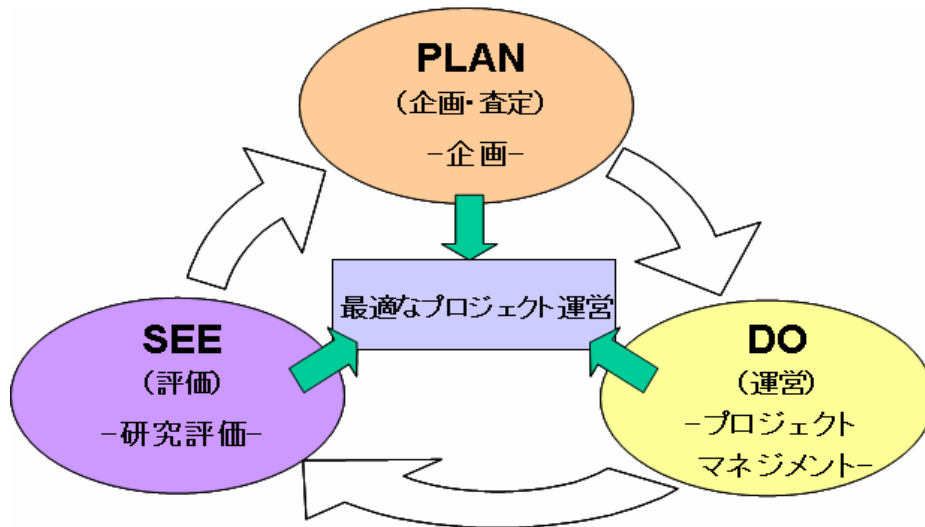 PLAN
（企画・査定）
－企画－
最適なプロジェクト運営
SEE
（評価）
－研究評価－
DO
（運営）
－プロジェクト
マネジメント－